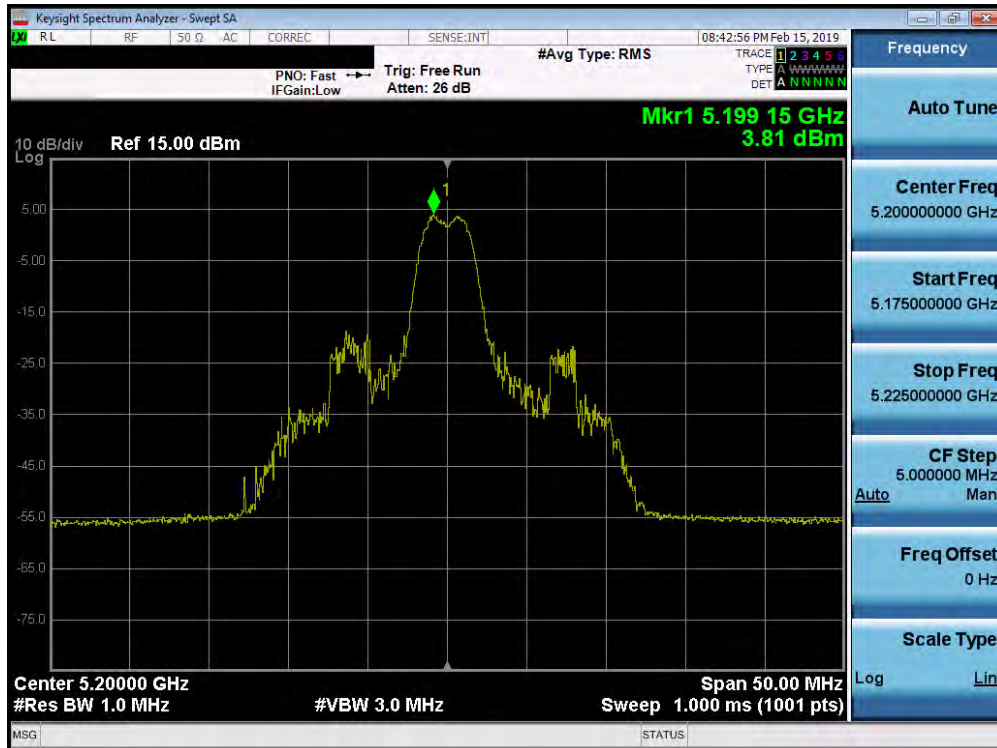 Keysight Spectrum Analyzer - Swept SA
LXI RL RF 50 Ω AC CORREC SENSE:INT 08:42:56 PM Feb 15, 2019
#Avg Type: RMS TRACE 1 2 3 4 5 6
PNO: Fast Trig: Free Run TYPE A WWWWW
IFGain:Low Atten: 26 dB DET A N N N N N
Mkr1 5.199 15 GHz
3.81 dBm
10 dB/div Ref 15.00 dBm
Log
1
5.00
-5.00
-15.0
-25.0
-35.0
-45.0
-55.0
-65.0
-75.0
Center 5.20000 GHz Span 50.00 MHz
#Res BW 1.0 MHz #VBW 3.0 MHz Sweep 1.000 ms (1001 pts)
MSG STATUS
Frequency
Auto Tune
Center Freq
5.200000000 GHz
Start Freq
5.175000000 GHz
Stop Freq
5.225000000 GHz
CF Step
5.000000 MHz
Auto Man
Freq Offset
0 Hz
Scale Type
Log Lin